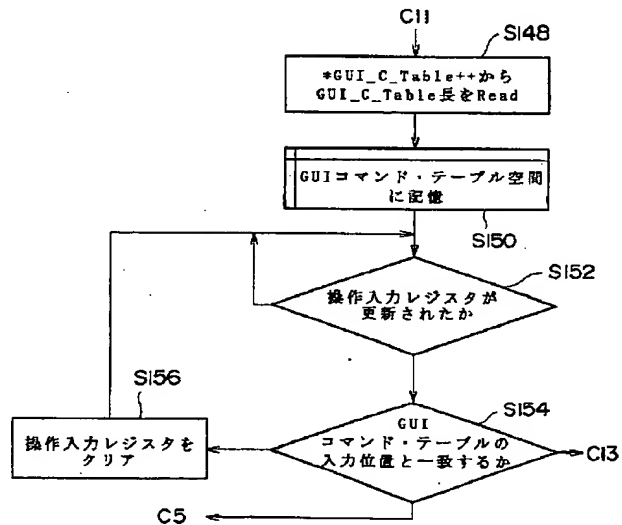 C11
S148
*GUI_C_Table++から
GUI_C_Table長をRead
GUIコマンド・テーブル空間
に記憶
S150
S152
操作入力レジスタが
更新されたか
S156
操作入力レジスタを
クリア
S154
GUI
コマンド・テーブルの
入力位置と一致するか
C13
C5